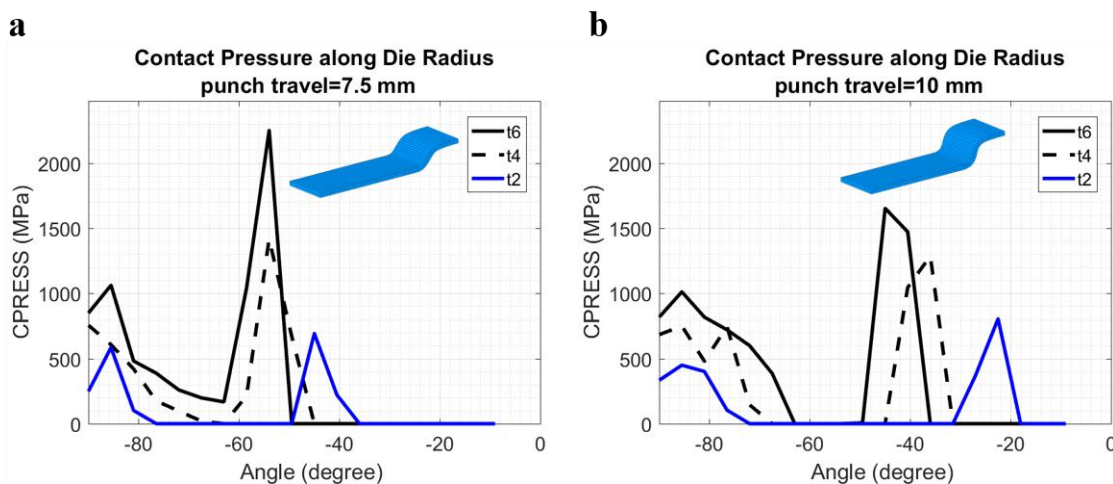 a
Contact Pressure along Die Radius
punch travel=7.5 mm
CPRESS (MPa)
2000
1500
1000
500
0
-80
-60
-40
-20
0
Angle (degree)
t6
t4
t2
b
Contact Pressure along Die Radius
punch travel=10 mm
CPRESS (MPa)
2000
1500
1000
500
0
-80
-60
-40
-20
0
Angle (degree)
t6
t4
t2